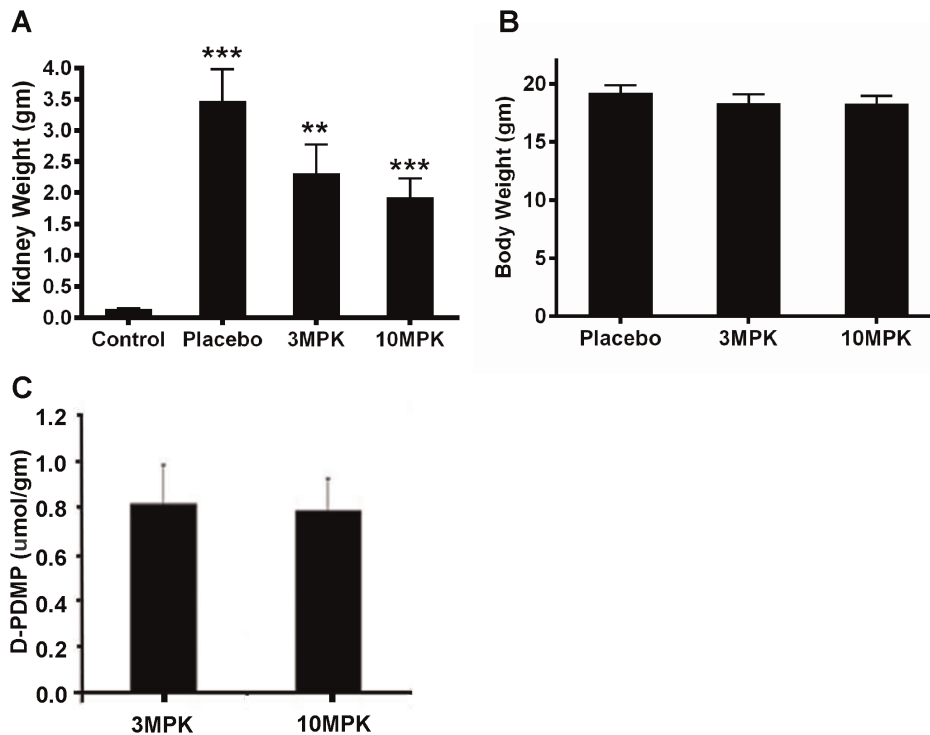 A
Kidney Weight (gm)
4.0
3.5
3.0
2.5
2.0
1.5
1.0
0.5
0.0
***
**
***
Control Placebo 3MPK 10MPK
B
Body Weight (gm)
20
15
10
5
0
Placebo 3MPK 10MPK
C
D-PDMP (umol/gm)
1.2
1.0
0.8
0.6
0.4
0.2
0.0
3MPK 10MPK